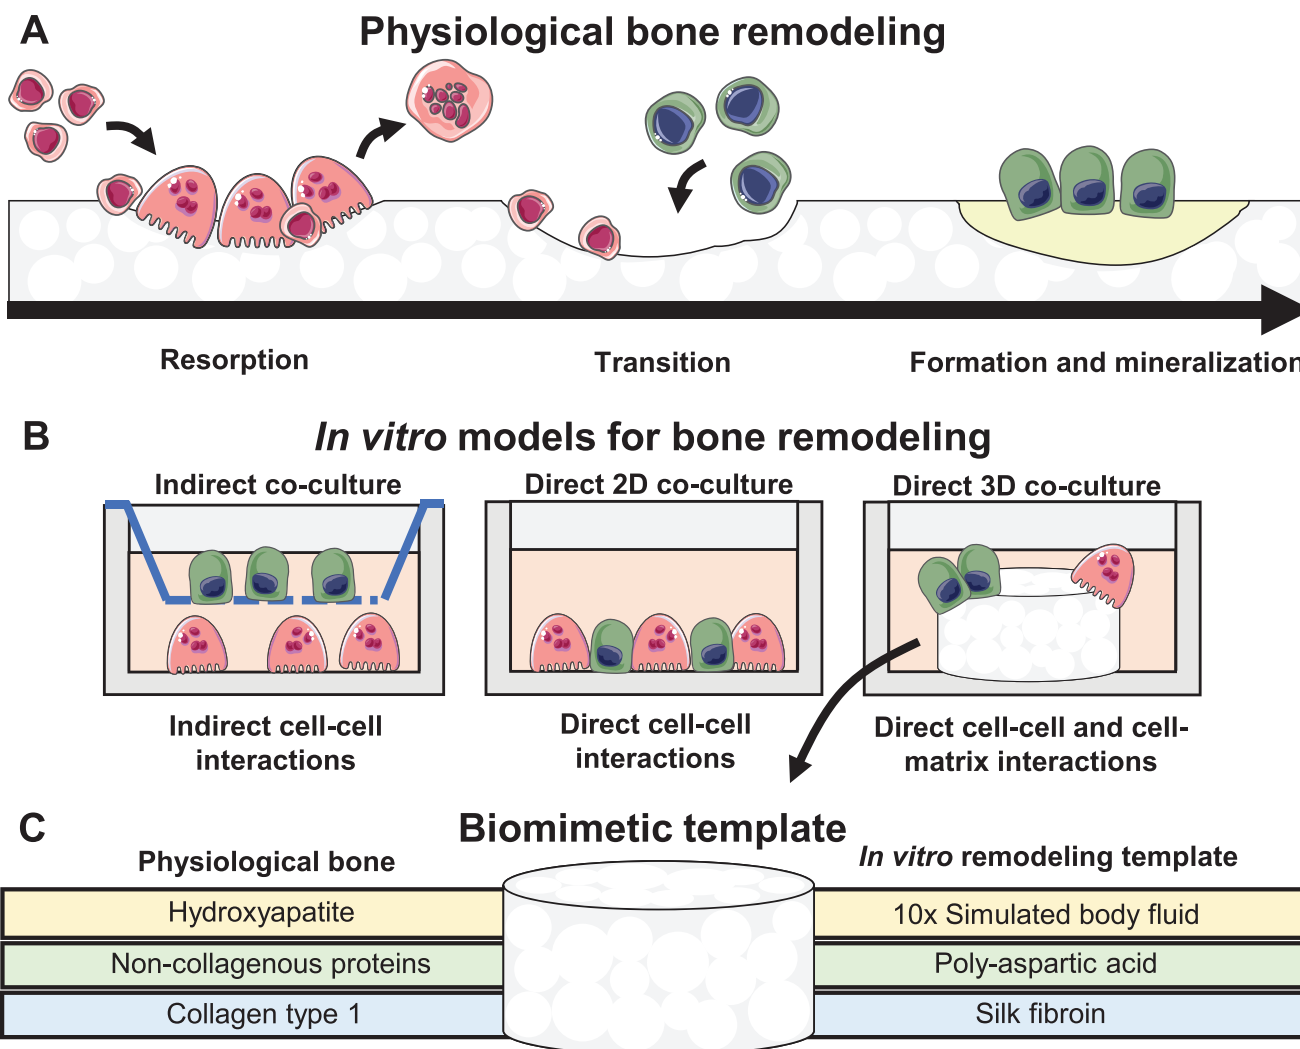 A
Physiological bone remodeling
Resorption
Transition
Formation and mineralization
B
In vitro models for bone remodeling
Indirect co-culture
Direct 2D co-culture
Direct 3D co-culture
Indirect cell-cell
interactions
Direct cell-cell
interactions
Direct cell-cell and cell-
matrix interactions
C
Biomimetic template
Physiological bone
In vitro remodeling template
Hydroxyapatite
10x Simulated body fluid
Non-collagenous proteins
Poly-aspartic acid
Collagen type 1
Silk fibroin